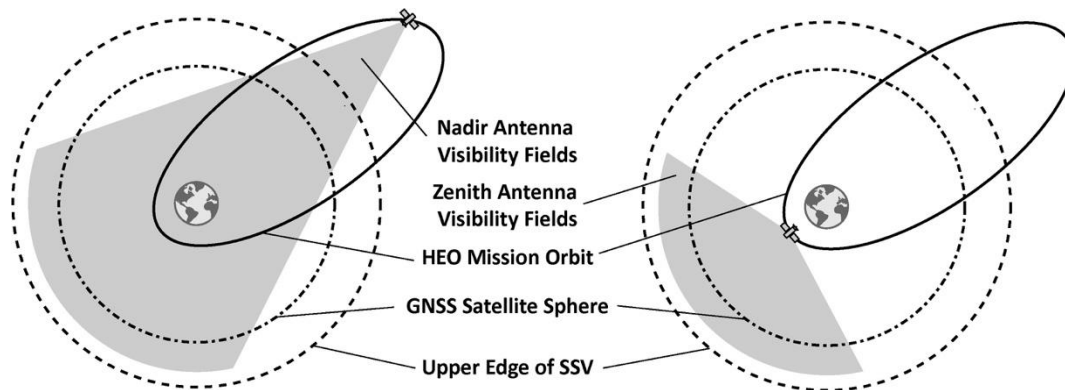 Nadir Antenna
Visibility Fields
Zenith Antenna
Visibility Fields
HEO Mission Orbit
GNSS Satellite Sphere
Upper Edge of SSV